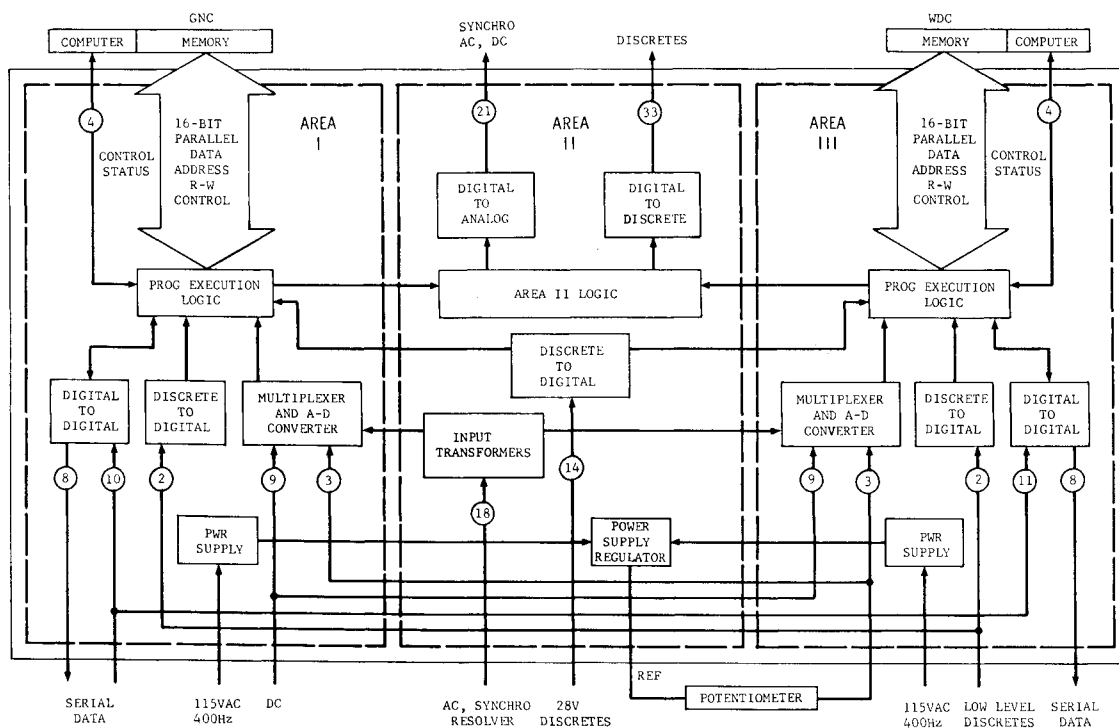 GNC
COMPUTER
MEMORY
SYNCHRO
AC, DC
DISCRETES
WDC
MEMORY
COMPUTER
4
CONTROL
STATUS
16-BIT
PARALLEL
DATA
ADDRESS
R-W
CONTROL
AREA
I
21
33
AREA
II
DIGITAL
TO
ANALOG
DIGITAL
TO
DISCRETE
AREA
III
16-BIT
PARALLEL
DATA
ADDRESS
R-W
CONTROL
4
CONTROL
STATUS
PROG EXECUTION
LOGIC
AREA II LOGIC
PROG EXECUTION
LOGIC
DISCRETE
TO
DIGITAL
DIGITAL
TO
DIGITAL
DISCRETE
TO
DIGITAL
MULTIPLEXER
AND A-D
CONVERTER
INPUT
TRANSFORMERS
MULTIPLEXER
AND A-D
CONVERTER
DISCRETE
TO
DIGITAL
DIGITAL
TO
DIGITAL
8
10
2
9
3
18
14
9
3
2
11
8
PWR
SUPPLY
POWER
SUPPLY
REGULATOR
PWR
SUPPLY
REF
POTENTIOMETER
SERIAL
DATA
115VAC
400Hz
DC
AC, SYNCHRO
RESOLVER
28V
DISCRETES
115VAC
400Hz
LOW LEVEL
DISCRETES
SERIAL
DATA